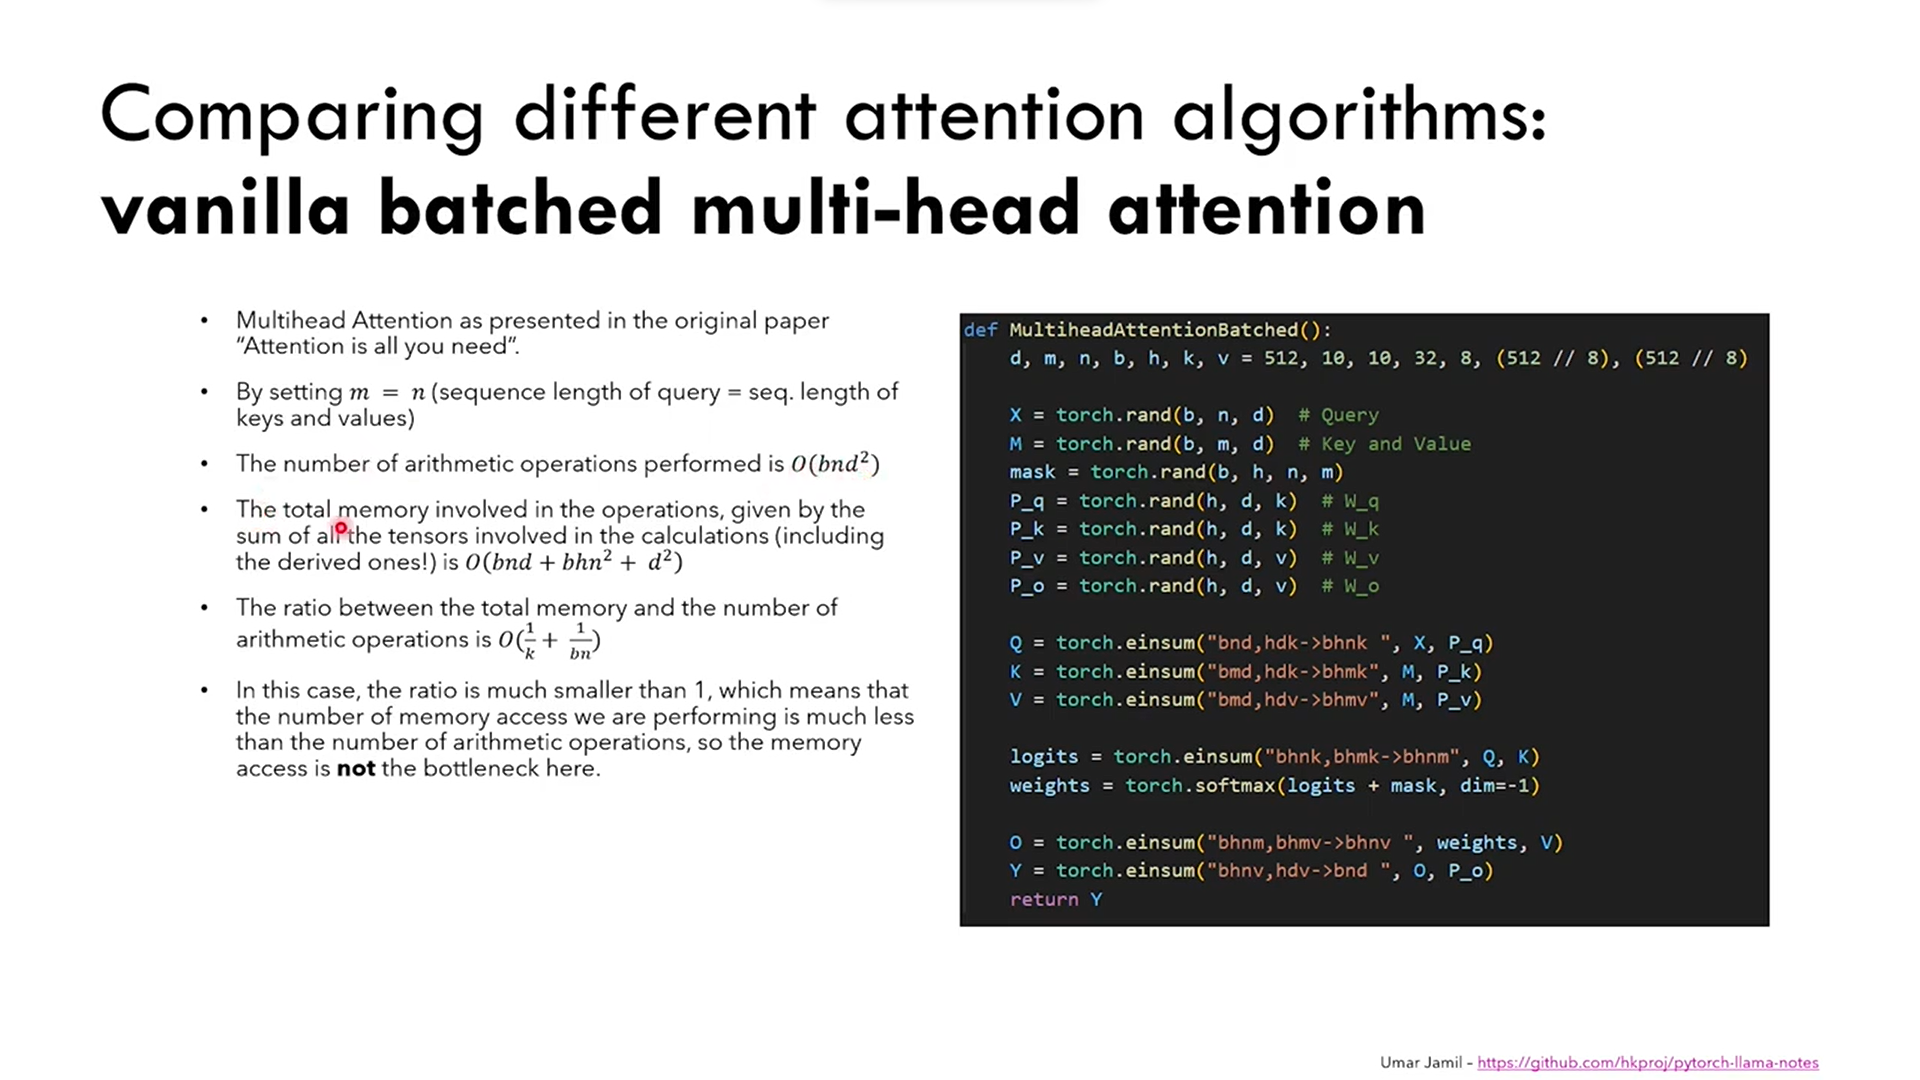 Comparing different attention algorithms:
vanilla batched multi-head attention
• Multihead Attention as presented in the original paper
"Attention is all you need".
• By setting m = n (sequence length of query = seq. length of
keys and values)
• The number of arithmetic operations performed is O(bnd²)
• The total memory involved in the operations, given by the
sum of all the tensors involved in the calculations (including
the derived ones!) is O(bnd + bhn² + d²)
• The ratio between the total memory and the number of
arithmetic operations is O(1/k + 1/bn)
• In this case, the ratio is much smaller than 1, which means that
the number of memory access we are performing is much less
than the number of arithmetic operations, so the memory
access is not the bottleneck here.
def MultiheadAttentionBatched():
d, m, n, b, h, k, v = 512, 10, 10, 32, 8, (512 // 8), (512 // 8)
X = torch.rand(b, n, d)  # Query
M = torch.rand(b, m, d)  # Key and Value
mask = torch.rand(b, h, n, m)
P_q = torch.rand(h, d, k)  # W_q
P_k = torch.rand(h, d, k)  # W_k
P_v = torch.rand(h, d, v)  # W_v
P_o = torch.rand(h, d, v)  # W_o
Q = torch.einsum("bnd,hdk->bhnk ", X, P_q)
K = torch.einsum("bmd,hdk->bhmk", M, P_k)
V = torch.einsum("bmd,hdv->bhmv", M, P_v)
logits = torch.einsum("bhnk,bhmk->bhnm", Q, K)
weights = torch.softmax(logits + mask, dim=-1)
O = torch.einsum("bhnm,bhmv->bhnv ", weights, V)
Y = torch.einsum("bhnv,hdv->bnd ", O, P_o)
return Y
Umar Jamil - https://github.com/hkproj/pytorch-llama-notes